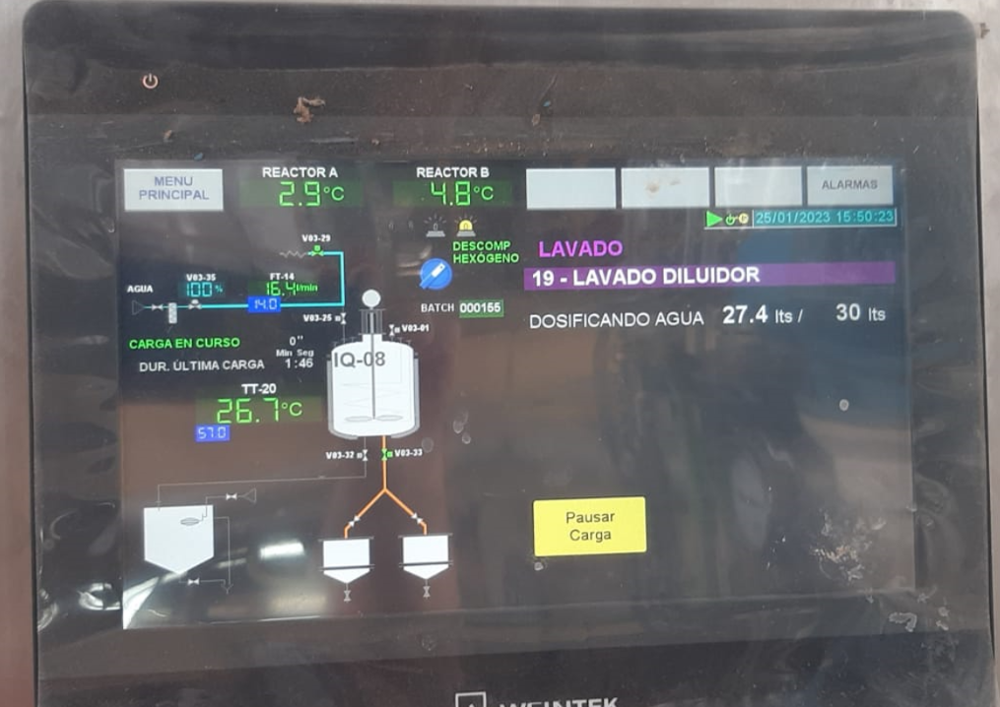 MENU
PRINCIPAL
REACTOR A
2.9°C
REACTOR B
4.8°C
ALARMAS
25/01/2023 15:50:23
V03-29
DESCOMP
HEXÓGENO
LAVADO
19 - LAVADO DILUIDOR
AGUA
V03-35
100%
FT-14
16.4 l/min
14.0
V03-25
V03-01
BATCH 000155
DOSIFICANDO AGUA 27.4 lts / 30 lts
CARGA EN CURSO
0"
Min Seg
DUR. ÚLTIMA CARGA 1:46
IQ-08
TT-20
26.7°C
57.0
V03-32
V03-33
Pausar
Carga
WEINTEK